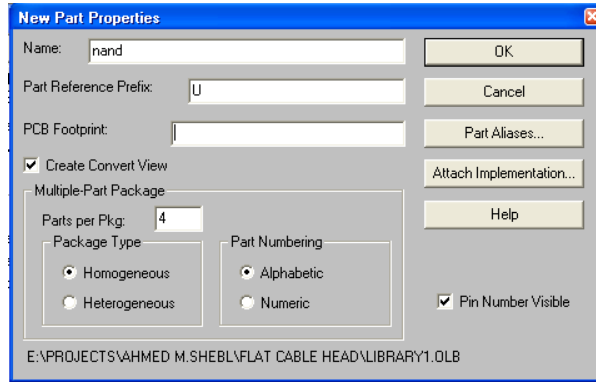 New Part Properties
Name: nand
OK
Part Reference Prefix: U
Cancel
PCB Footprint:
Part Aliases...
Create Convert View
Attach Implementation...
Multiple-Part Package
Parts per Pkg: 4
Help
Package Type
Part Numbering
Homogeneous
Alphabetic
Heterogeneous
Numeric
Pin Number Visible
E:\PROJECTS\AHMED M.SHEBL\FLAT CABLE HEAD\LIBRARY1.OLB